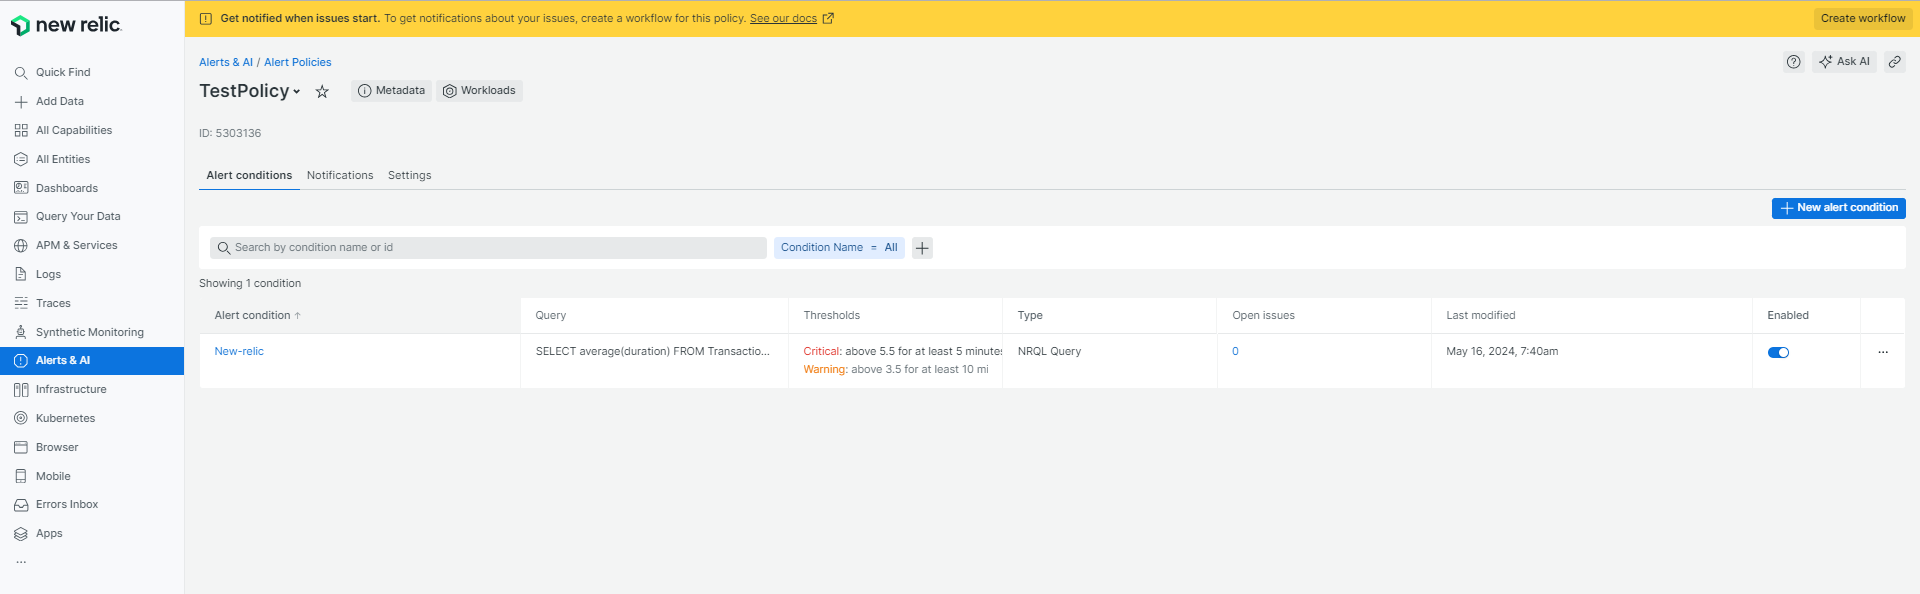 new relic
Quick Find
Add Data
All Capabilities
All Entities
Dashboards
Query Your Data
APM & Services
Logs
Traces
Synthetic Monitoring
Alerts & AI
Infrastructure
Kubernetes
Browser
Mobile
Errors Inbox
Apps
...
Get notified when issues start. To get notifications about your issues, create a workflow for this policy. See our docs
Create workflow
Alerts & AI / Alert Policies
Ask AI
TestPolicy
Metadata
Workloads
ID: 5303136
Alert conditions Notifications Settings
New alert condition
Search by condition name or id
Condition Name = All
Showing 1 condition
Alert condition ↑ Query Thresholds Type Open issues Last modified Enabled
New-relic SELECT average(duration) FROM Transactio... Critical: above 5.5 for at least 5 minutes NRQL Query 0 May 16, 2024, 7:40am ...
Warning: above 3.5 for at least 10 mi